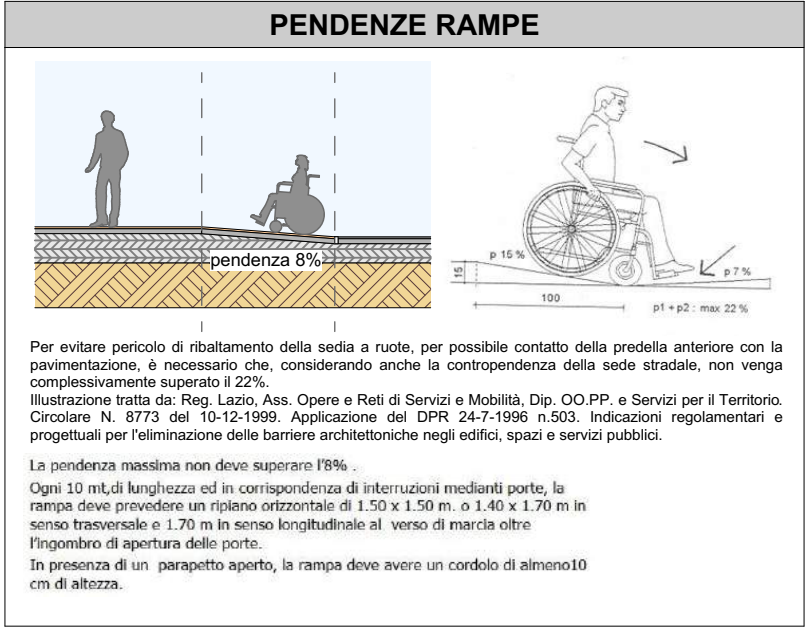 PENDENZE RAMPE
pendenza 8%
p 15 %
15
100
p 7 %
p1 + p2 : max 22 %
Per evitare pericolo di ribaltamento della sedia a ruote, per possibile contatto della predella anteriore con la
pavimentazione, è necessario che, considerando anche la contropendenza della sede stradale, non venga
complessivamente superato il 22%.
Illustrazione tratta da: Reg. Lazio, Ass. Opere e Reti di Servizi e Mobilità, Dip. OO.PP. e Servizi per il Territorio.
Circolare N. 8773 del 10-12-1999. Applicazione del DPR 24-7-1996 n.503. Indicazioni regolamentari e
progettuali per l'eliminazione delle barriere architettoniche negli edifici, spazi e servizi pubblici.
La pendenza massima non deve superare l'8% .
Ogni 10 mt,di lunghezza ed in corrispondenza di interruzioni medianti porte, la
rampa deve prevedere un ripiano orizzontale di 1.50 x 1.50 m. o 1.40 x 1.70 m in
senso trasversale e 1.70 m in senso longitudinale al verso di marcia oltre
l'ingombro di apertura delle porte.
In presenza di un parapetto aperto, la rampa deve avere un cordolo di almeno10
cm di altezza.